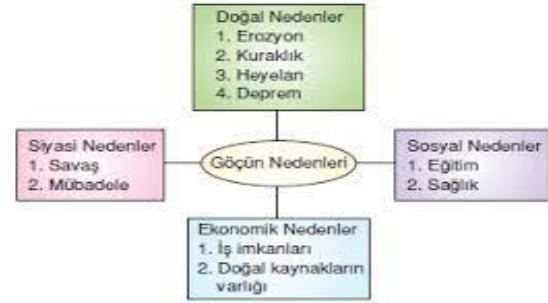 Doğal Nedenler
1. Erozyon
2. Kuraklık
3. Heyelan
4. Deprem
Siyasi Nedenler
1. Savaş
2. Mübadele
Göçün Nedenleri
Sosyal Nedenler
1. Eğitim
2. Sağlık
Ekonomik Nedenler
1. İş imkanları
2. Doğal kaynakların
varlığı